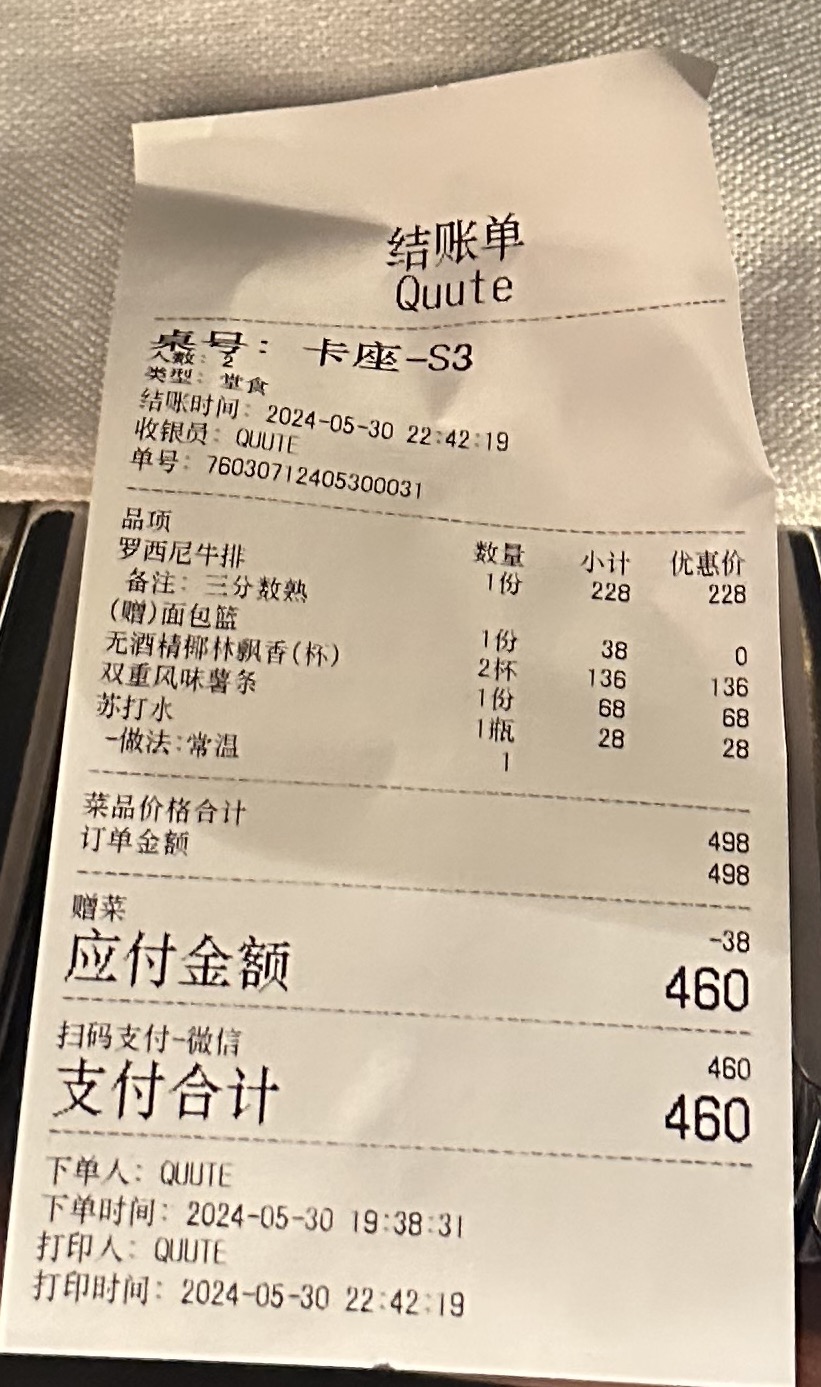 结账单
Quute
桌号: 卡座-S3
人数: 2
类型: 堂食
结账时间: 2024-05-30 22:42:19
收银员: QUUTE
单号: 76030712405300031
品项 数量 小计 优惠价
罗西尼牛排 1份 228 228
备注: 三分数熟
(赠)面包篮 1份 38 0
无酒精椰林飘香(杯) 2杯 136 136
双重风味薯条 1份 68 68
苏打水 1瓶 28 28
-做法:常温 1
菜品价格合计 498
订单金额 498
赠菜 -38
应付金额 460
扫码支付-微信 460
支付合计 460
下单人: QUUTE
下单时间: 2024-05-30 19:38:31
打印人: QUUTE
打印时间: 2024-05-30 22:42:19